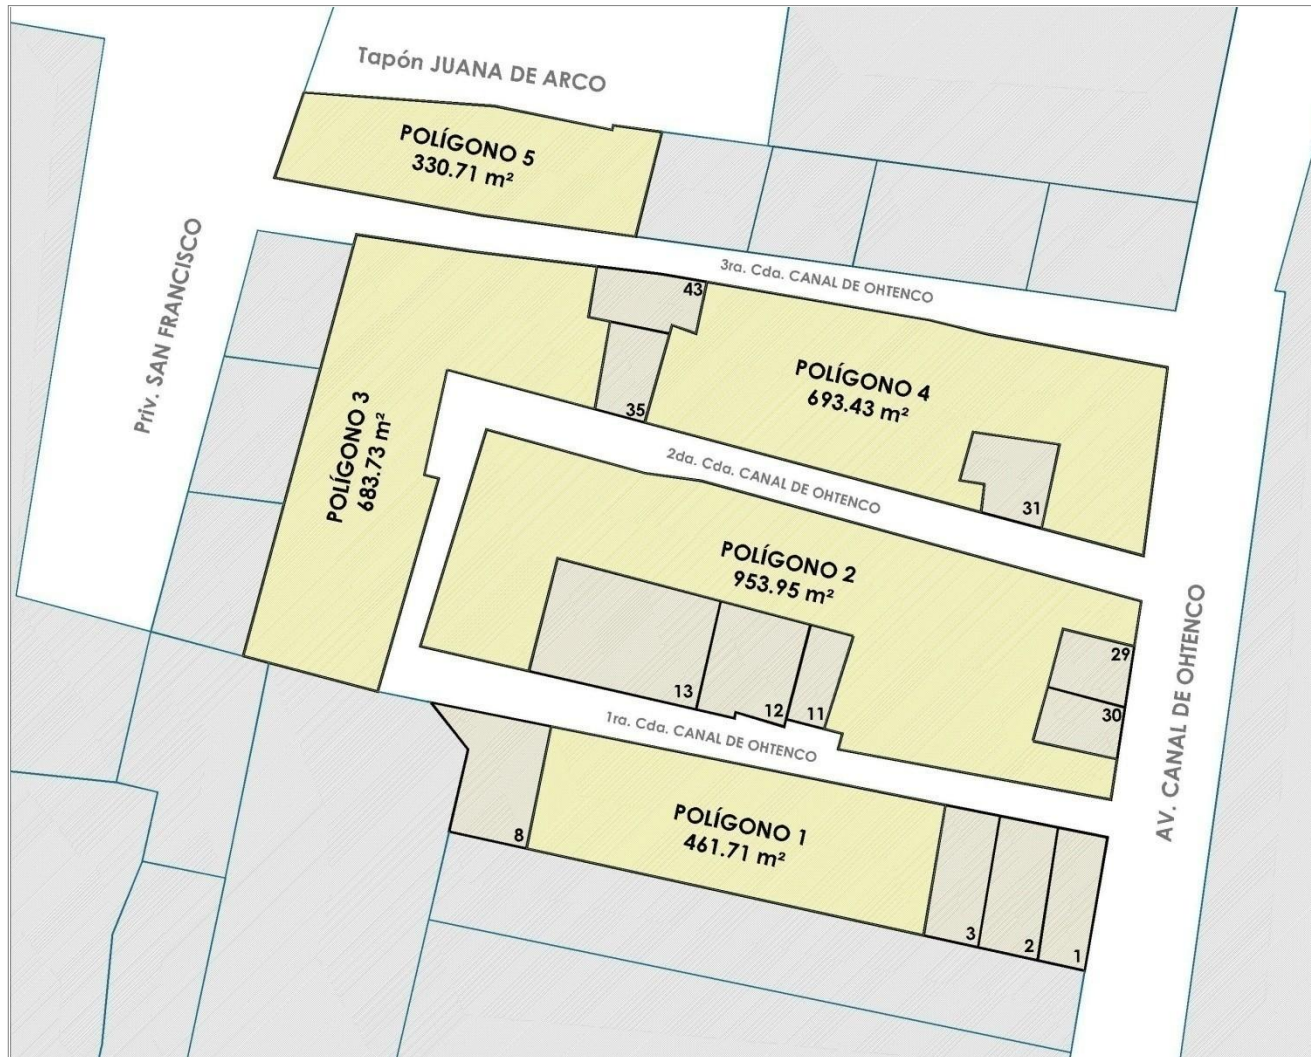 Tapón JUANA DE ARCO
POLÍGONO 5
330.71 m²
Priv. SAN FRANCISCO
3ra. Cda. CANAL DE OHTENCO
43
POLÍGONO 4
693.43 m²
POLÍGONO 3
683.73 m²
35
2da. Cda. CANAL DE OHTENCO
31
POLÍGONO 2
953.95 m²
29
30
13
12
11
AV. CANAL DE OHTENCO
1ra. Cda. CANAL DE OHTENCO
POLÍGONO 1
461.71 m²
8
3
2
1